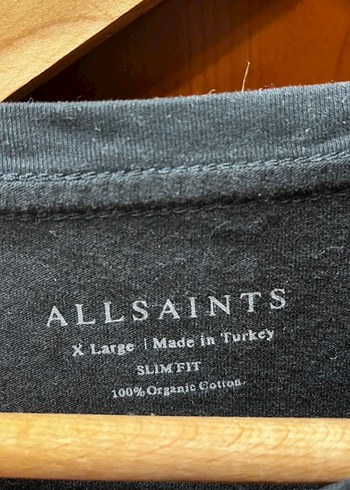 ALLSAINTS
X Large | Made in Turkey
SLIM FIT
100% Organic Cotton